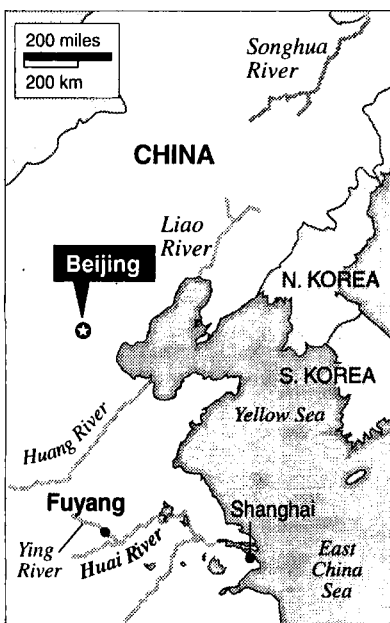 200 miles
200 km
Songhua
River
CHINA
Liao
River
Beijing
N. KOREA
S. KOREA
Yellow Sea
Huang River
Fuyang
Shanghai
Ying
River
Huai River
East
China
Sea